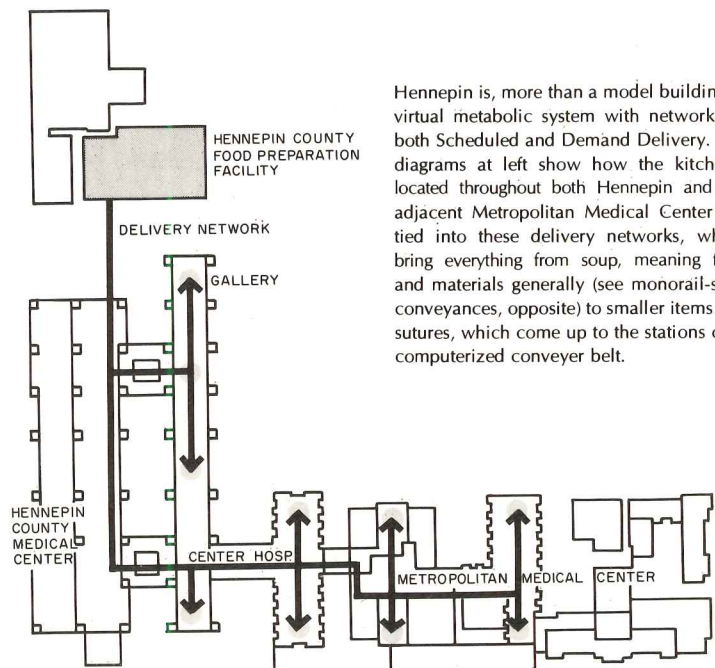 Hennepin is, more than a model buildin
virtual metabolic system with network
both Scheduled and Demand Delivery.
diagrams at left show how the kitch
located throughout both Hennepin and
adjacent Metropolitan Medical Center
tied into these delivery networks, wh
bring everything from soup, meaning f
and materials generally (see monorail-s
conveyances, opposite) to smaller items
sutures, which come up to the stations o
computerized conveyer belt.
HENNEPIN COUNTY
FOOD PREPARATION
FACILITY
DELIVERY NETWORK
GALLERY
HENNEPIN
COUNTY
MEDICAL
CENTER
CENTER HOSP.
METROPOLITAN MEDICAL CENTER